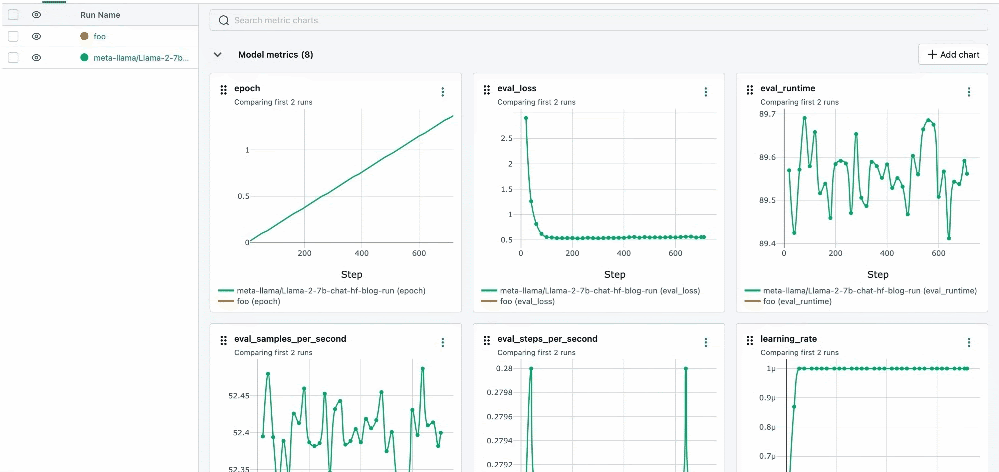 Run Name
foo
meta-llama/Llama-2-7b...
Search metric charts
Model metrics (8)
+ Add chart
epoch
Comparing first 2 runs
1
0.5
0
200
400
600
Step
meta-llama/Llama-2-7b-chat-hf-blog-run (epoch)
foo (epoch)
eval_loss
Comparing first 2 runs
2.5
2
1.5
1
0.5
0
200
400
600
Step
meta-llama/Llama-2-7b-chat-hf-blog-run (eval_loss)
foo (eval_loss)
eval_runtime
Comparing first 2 runs
89.7
89.6
89.5
89.4
0
200
400
600
Step
meta-llama/Llama-2-7b-chat-hf-blog-run (eval_runtime)
foo (eval_runtime)
eval_samples_per_second
Comparing first 2 runs
52.45
52.4
52.35
eval_steps_per_second
Comparing first 2 runs
0.28
0.2798
0.2796
0.2794
0.2792
learning_rate
Comparing first 2 runs
1μ
0.9μ
0.8μ
0.7μ